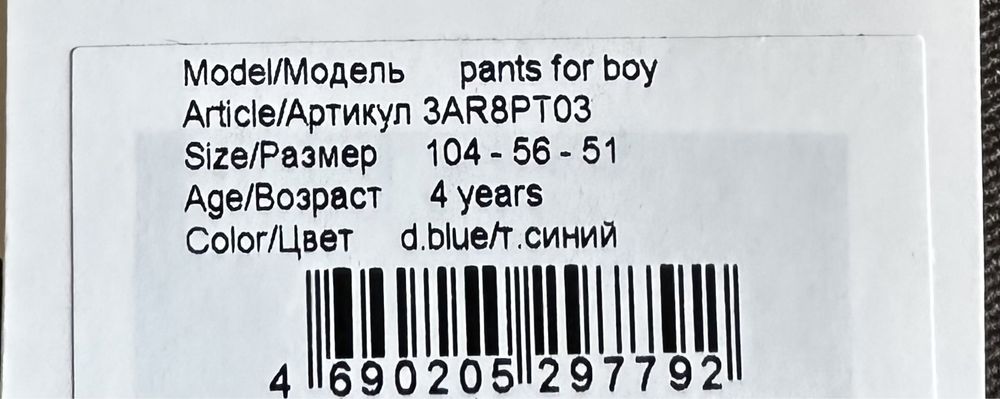 Model/Модель pants for boy
Article/Артикул 3AR8PT03
Size/Размер 104 - 56 - 51
Age/Возраст 4 years
Color/Цвет d.blue/т.синий
4 690205 297792